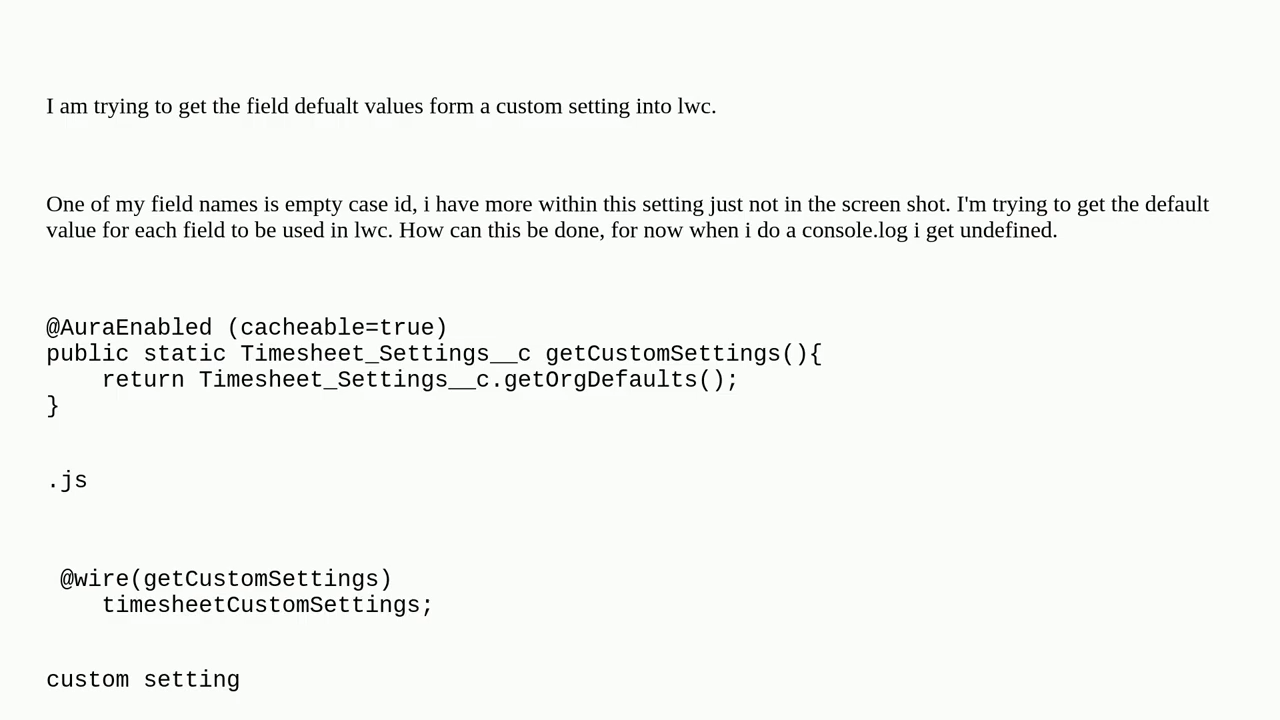 I am trying to get the field defualt values form a custom setting into lwc.
One of my field names is empty case id, i have more within this setting just not in the screen shot. I'm trying to get the default
value for each field to be used in lwc. How can this be done, for now when i do a console.log i get undefined.
@AuraEnabled (cacheable=true)
public static Timesheet_Settings__c getCustomSettings(){
    return Timesheet_Settings__c.getOrgDefaults();
}
.js
 @wire(getCustomSettings)
    timesheetCustomSettings;
custom setting